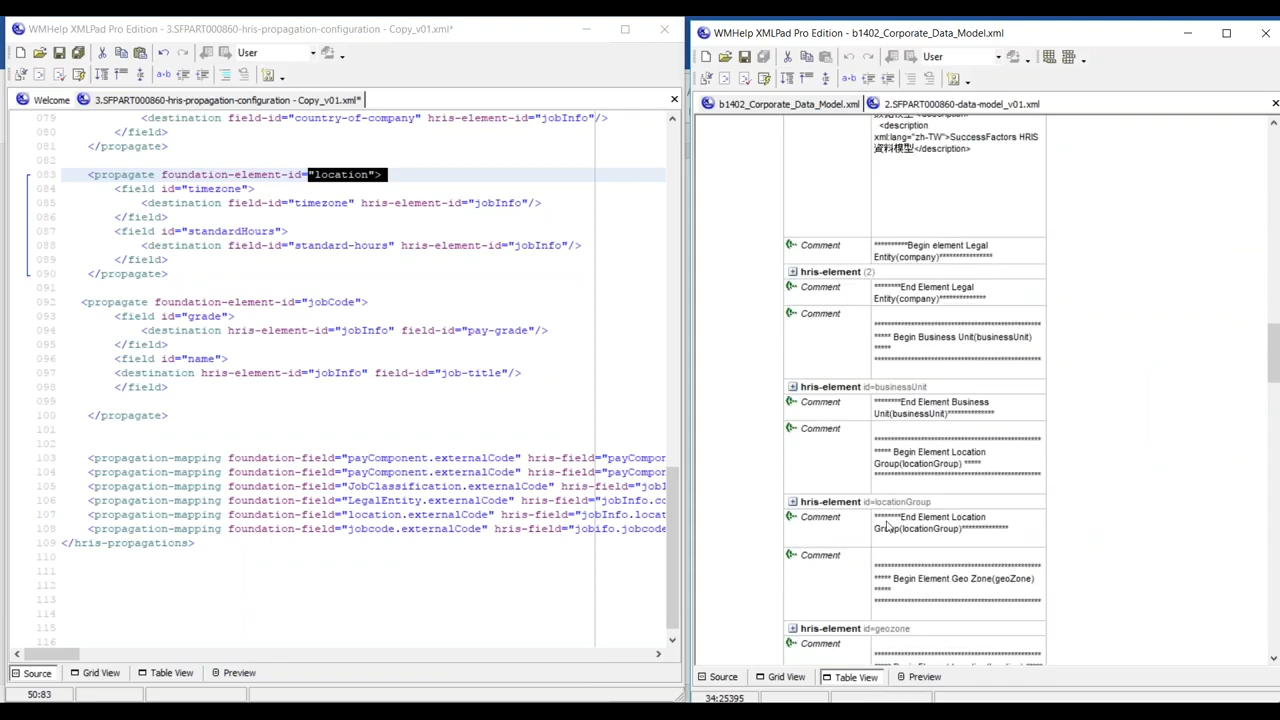 WMHelp XMLPad Pro Edition - 3.SFPART000860-hris-propagation-configuration - Copy_v01.xml*
User
Welcome
3.SFPART000860-hris-propagation-configuration - Copy_v01.xml*
079 <destination field-id="country-of-company" hris-element-id="jobInfo"/>
080 </field>
081 </propagate>
082
083 <propagate foundation-element-id="location">
084 <field id="timezone">
085 <destination field-id="timezone" hris-element-id="jobInfo"/>
086 </field>
087 <field id="standardHours">
088 <destination field-id="standard-hours" hris-element-id="jobInfo"/>
089 </field>
090 </propagate>
091
092 <propagate foundation-element-id="jobCode">
093 <field id="grade">
094 <destination hris-element-id="jobInfo" field-id="pay-grade"/>
095 </field>
096 <field id="name">
097 <destination hris-element-id="jobInfo" field-id="job-title"/>
098 </field>
099
100 </propagate>
101
102
103 <propagation-mapping foundation-field="payComponent.externalCode" hris-field="payCompon
104 <propagation-mapping foundation-field="payComponent.externalCode" hris-field="payCompon
105 <propagation-mapping foundation-field="JobClassification.externalCode" hris-field="
106 <propagation-mapping foundation-field="LegalEntity.externalCode" hris-field="jobInfo.co
107 <propagation-mapping foundation-field="location.externalCode" hris-field="jobInfo.locat
108 <propagation-mapping foundation-field="jobcode.externalCode" hris-field="jobifo.jobcode
109 </hris-propagations>
110
111
112
113
114
115
116
Source
Grid View
Table View
Preview
50:83
WMHelp XMLPad Pro Edition - b1402_Corporate_Data_Model.xml
User
b1402_Corporate_Data_Model.xml
2.SFPART000860-data-model_v01.xml
<description
xml:lang="zh-TW">SuccessFactors HRIS
資料模型</description>
Comment
**********Begin element Legal
Entity(company)***************
hris-element (2)
Comment
********End Element Legal
Entity(company)*************
Comment
******************************************
***** Begin Business Unit(businessUnit)
*****
******************************************
hris-element id=businessUnit
Comment
********End Element Business
Unit(businessUnit)*************
Comment
******************************************
***** Begin Element Location
Group(locationGroup) *****
******************************************
hris-element id=locationGroup
Comment
********End Element Location
Group(locationGroup)*************
Comment
******************************************
***** Begin Element Geo Zone(geoZone)
*****
******************************************
hris-element id=geozone
Comment
******************************************
Source
Grid View
Table View
Preview
34:25395